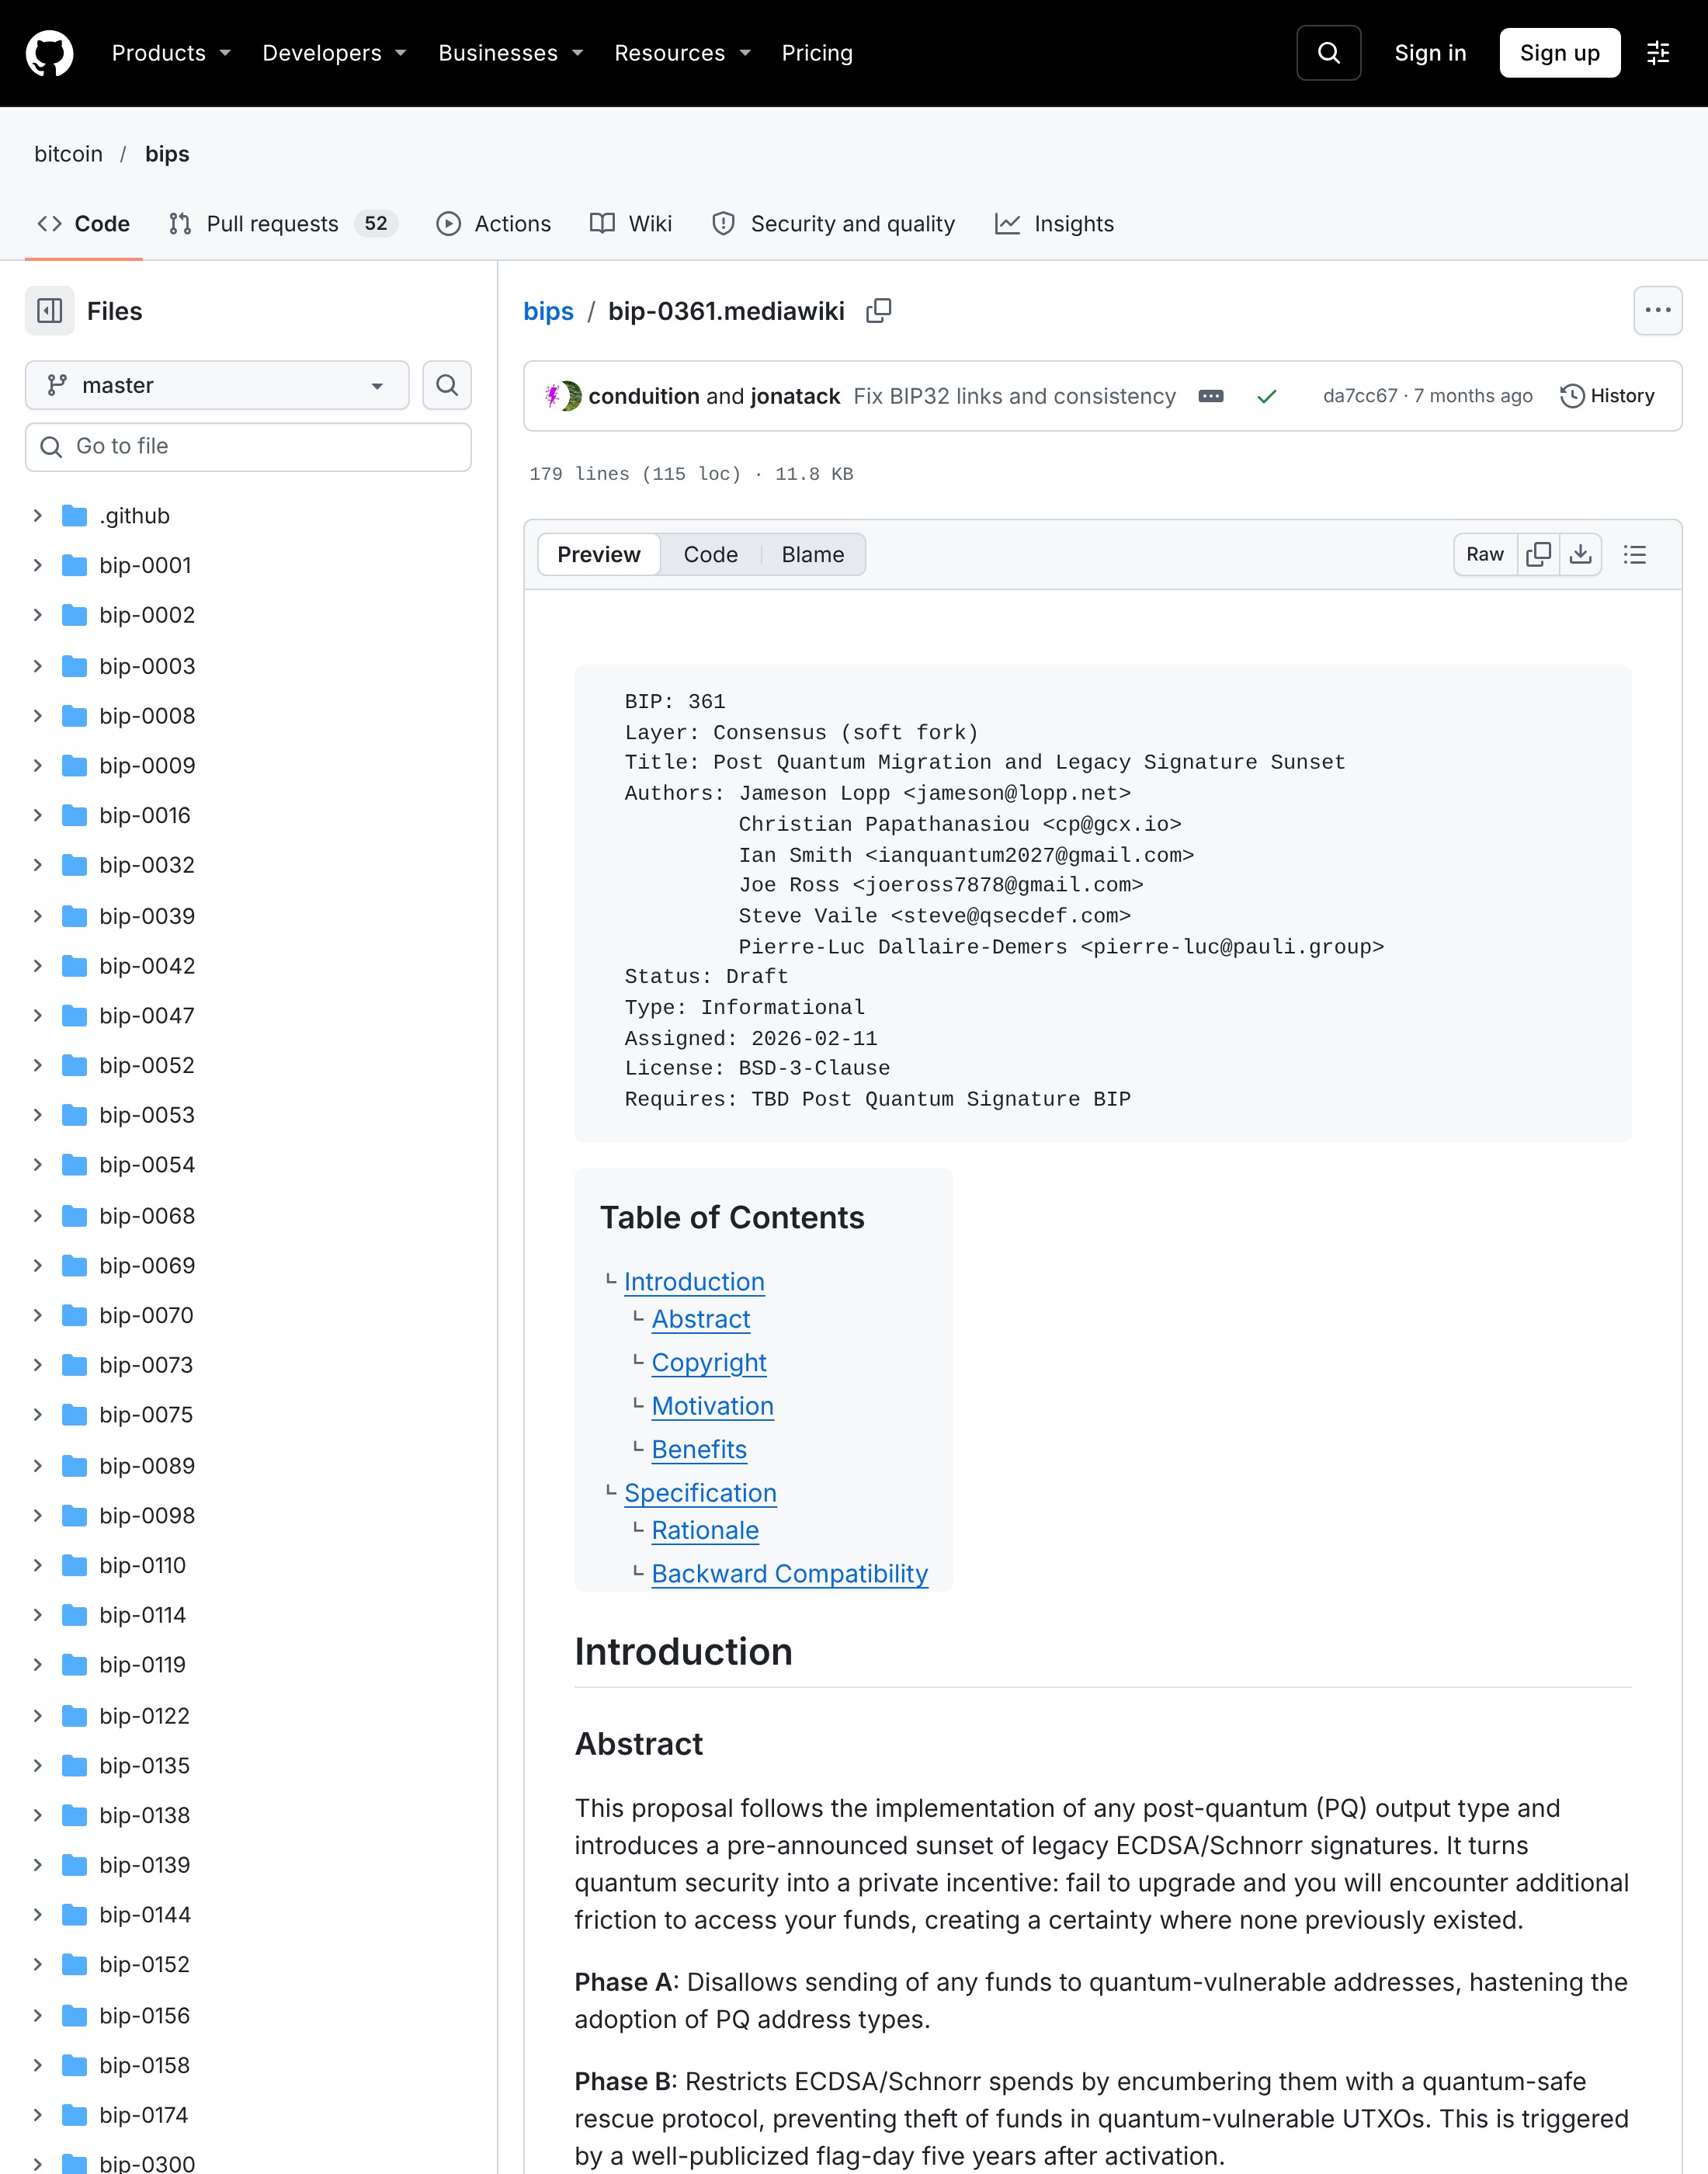 Products Developers Businesses Resources Pricing Sign in Sign up
bitcoin / bips
Code Pull requests 52 Actions Wiki Security and quality Insights
Files
master
Go to file
.github
bip-0001
bip-0002
bip-0003
bip-0008
bip-0009
bip-0016
bip-0032
bip-0039
bip-0042
bip-0047
bip-0052
bip-0053
bip-0054
bip-0068
bip-0069
bip-0070
bip-0073
bip-0075
bip-0089
bip-0098
bip-0110
bip-0114
bip-0119
bip-0122
bip-0135
bip-0138
bip-0139
bip-0144
bip-0152
bip-0156
bip-0158
bip-0174
bip-0300
bips / bip-0361.mediawiki
conduition and jonatack Fix BIP32 links and consistency da7cc67 · 7 months ago History
179 lines (115 loc) · 11.8 KB
Preview Code Blame Raw
BIP: 361
Layer: Consensus (soft fork)
Title: Post Quantum Migration and Legacy Signature Sunset
Authors: Jameson Lopp <jameson@lopp.net>
Christian Papathanasiou <cp@gcx.io>
Ian Smith <ianquantum2027@gmail.com>
Joe Ross <joeross7878@gmail.com>
Steve Vaile <steve@qsecdef.com>
Pierre-Luc Dallaire-Demers <pierre-luc@pauli.group>
Status: Draft
Type: Informational
Assigned: 2026-02-11
License: BSD-3-Clause
Requires: TBD Post Quantum Signature BIP
Table of Contents
Introduction
Abstract
Copyright
Motivation
Benefits
Specification
Rationale
Backward Compatibility
Introduction
Abstract
This proposal follows the implementation of any post-quantum (PQ) output type and
introduces a pre-announced sunset of legacy ECDSA/Schnorr signatures. It turns
quantum security into a private incentive: fail to upgrade and you will encounter additional
friction to access your funds, creating a certainty where none previously existed.
Phase A: Disallows sending of any funds to quantum-vulnerable addresses, hastening the
adoption of PQ address types.
Phase B: Restricts ECDSA/Schnorr spends by encumbering them with a quantum-safe
rescue protocol, preventing theft of funds in quantum-vulnerable UTXOs. This is triggered
by a well-publicized flag-day five years after activation.